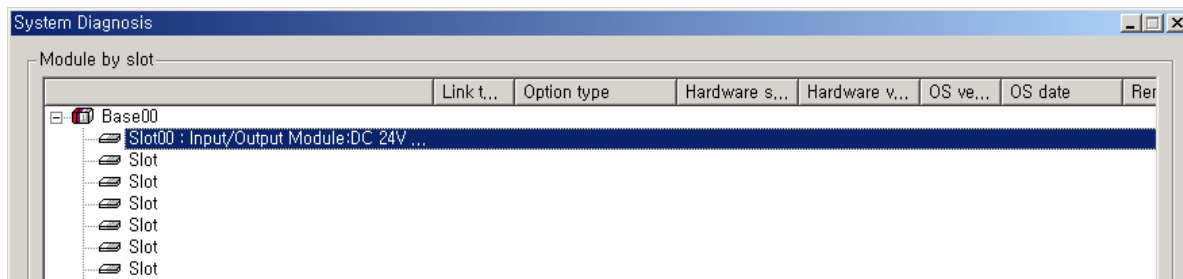 System Diagnosis
Module by slot
Link t... Option type Hardware s... Hardware v... OS ve... OS date Rer
Base00
Slot00 : Input/Output Module:DC 24V ...
Slot
Slot
Slot
Slot
Slot
Slot